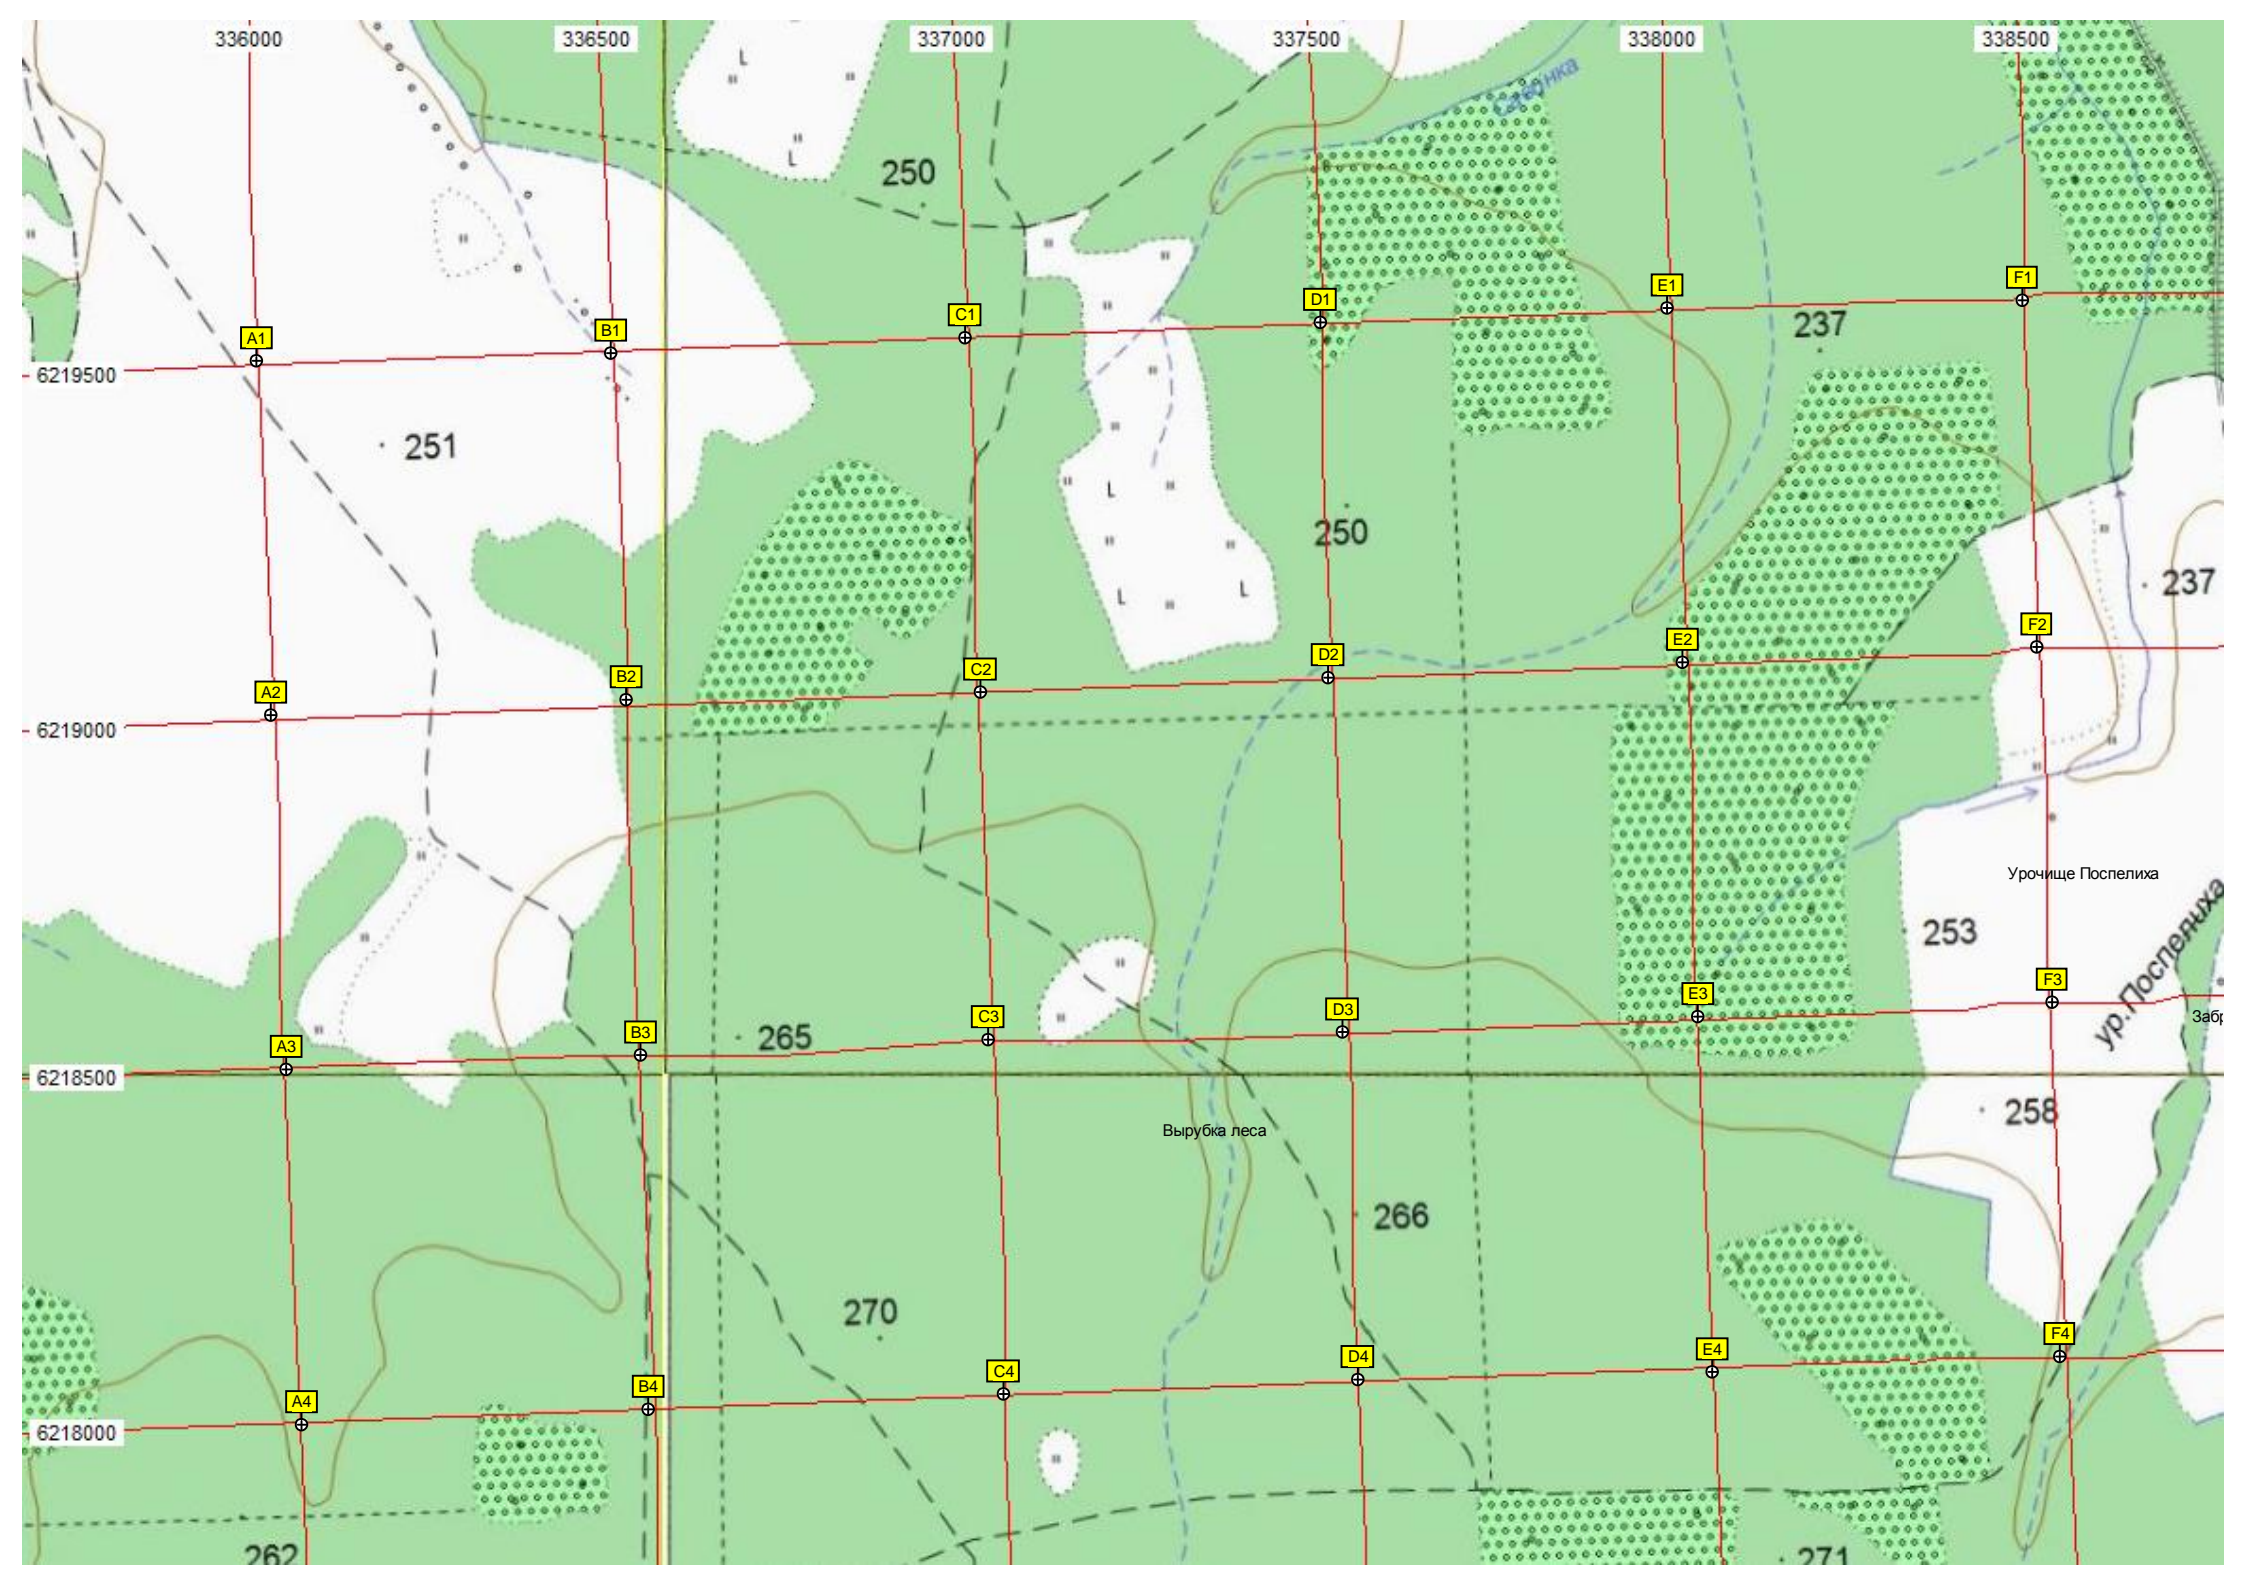 336000 336500 337000 337500 338000 338500
L
L
250
F1
E1
D1
C1
B1
A1
237
6219500
251
L
250
237
L L
F2
E2
D2
C2
B2
A2
6219000
Урочище Поспелиха
253
ур.Поспелиха
F3
E3
D3
C3
B3
A3
265
Забр
6218500
258
Вырубка леса
266
270
F4
E4
D4
C4
B4
A4
6218000
262
271